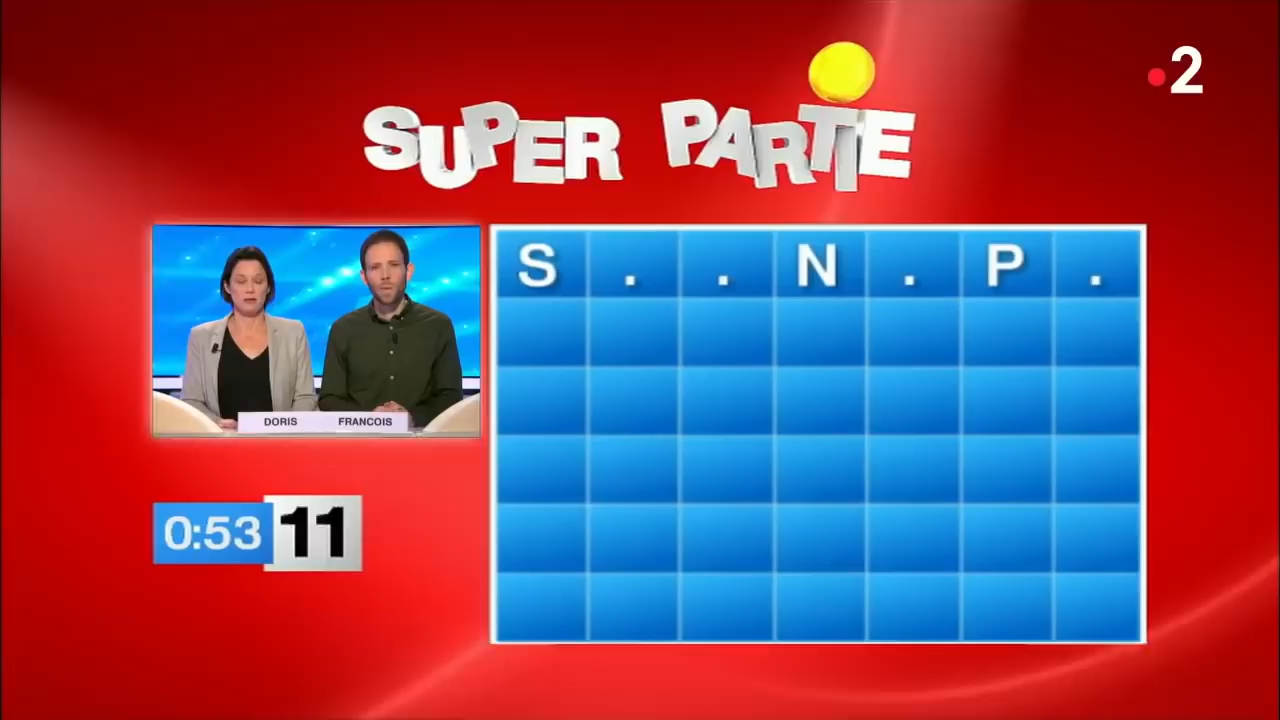 2
SUPER PARTIE
S . . N . P .
DORIS FRANCOIS
0:53 11